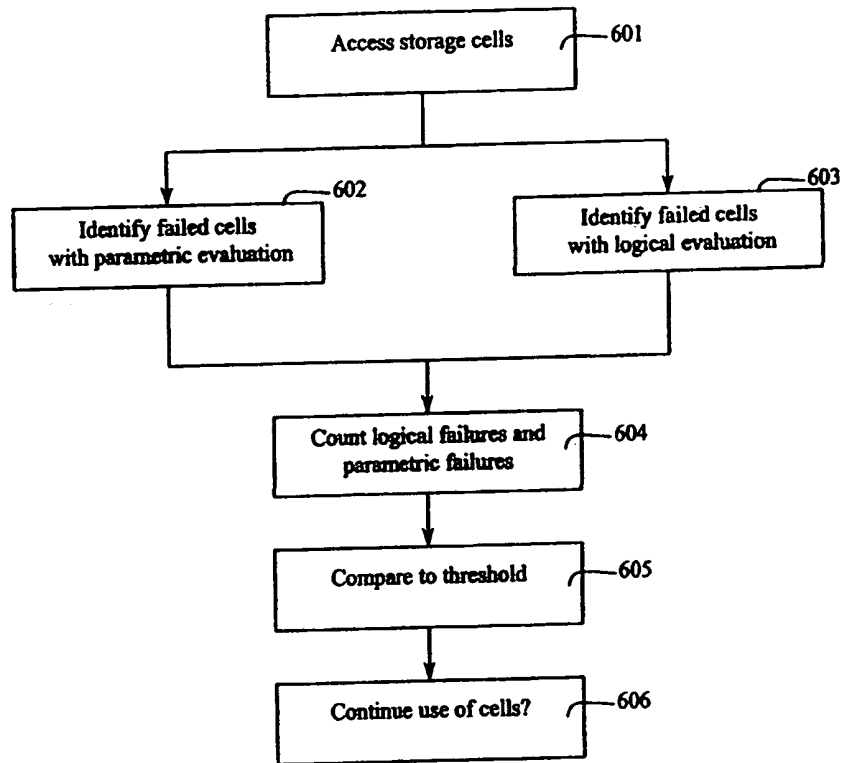 Access storage cells
601
602
Identify failed cells
with parametric evaluation
603
Identify failed cells
with logical evaluation
Count logical failures and
parametric failures
604
Compare to threshold
605
Continue use of cells?
606